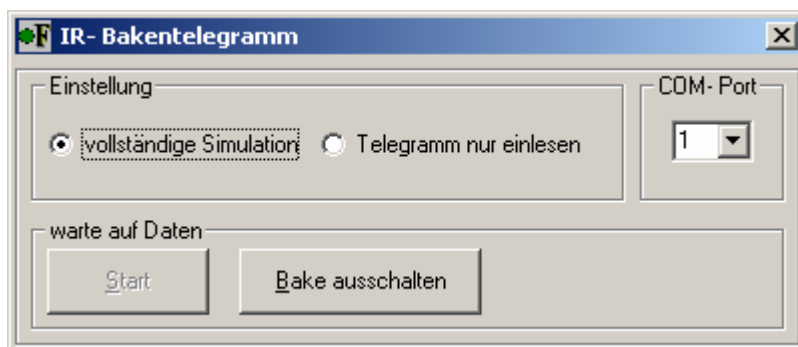 F IR- Bakentelegramm
Einstellung
COM- Port
vollständige Simulation
Telegramm nur einlesen
1
warte auf Daten
Start
Bake ausschalten